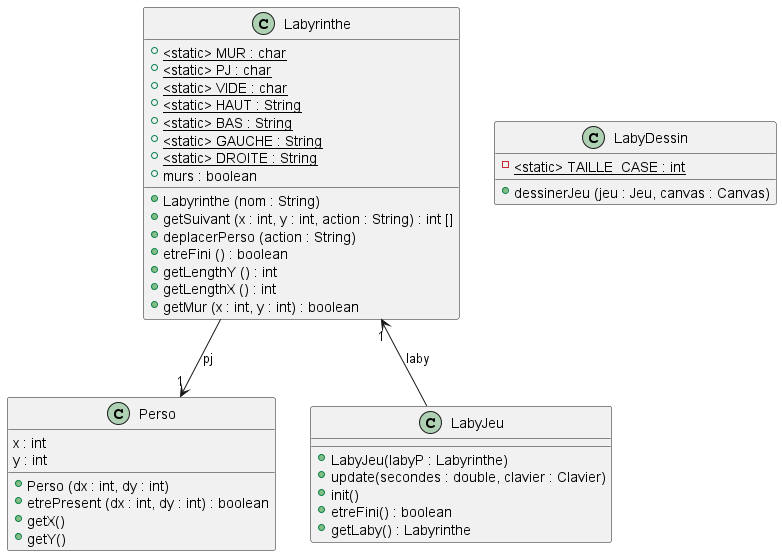 C Labyrinthe
<static> MUR : char
<static> PJ : char
<static> VIDE : char
<static> HAUT : String
<static> BAS : String
<static> GAUCHE : String
<static> DROITE : String
murs : boolean
Labyrinthe (nom : String)
getSuivant (x : int, y : int, action : String) : int []
deplacerPerso (action : String)
etreFini () : boolean
getLengthY () : int
getLengthX () : int
getMur (x : int, y : int) : boolean
C LabyDessin
<static> TAILLE_CASE : int
dessinerJeu (jeu : Jeu, canvas : Canvas)
1
pj
1
laby
C Perso
x : int
y : int
Perso (dx : int, dy : int)
etrePresent (dx : int, dy : int) : boolean
getX()
getY()
C LabyJeu
LabyJeu(labyP : Labyrinthe)
update(secondes : double, clavier : Clavier)
init()
etreFini() : boolean
getLaby() : Labyrinthe